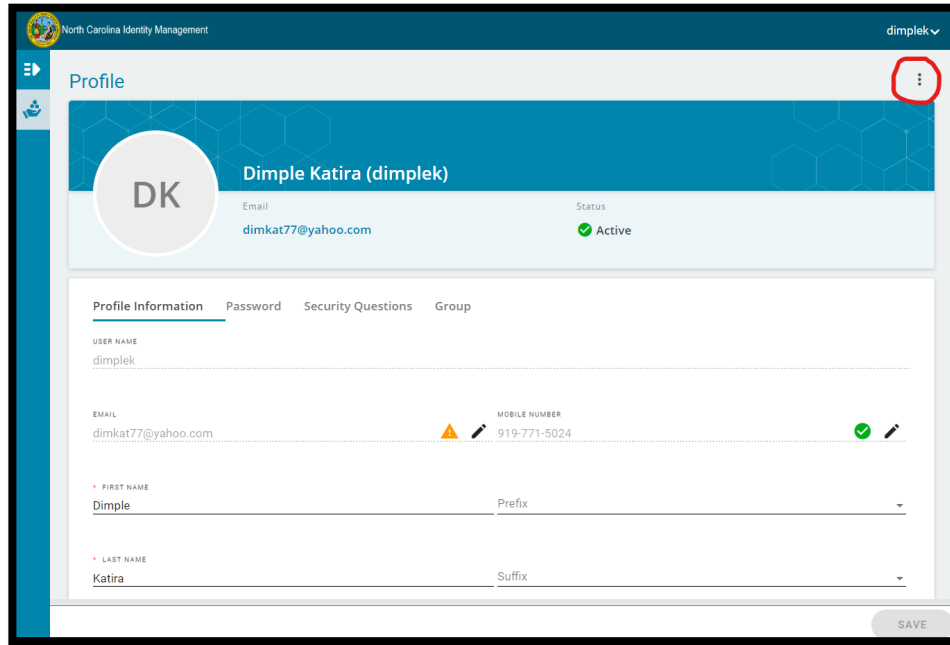 North Carolina Identity Management
dimplek
Profile
DK
Dimple Katira (dimplek)
Email
Status
dimkat77@yahoo.com
Active
Profile Information Password Security Questions Group
USER NAME
dimplek
EMAIL
MOBILE NUMBER
dimkat77@yahoo.com
919-771-5024
* FIRST NAME
Dimple
Prefix
* LAST NAME
Katira
Suffix
SAVE